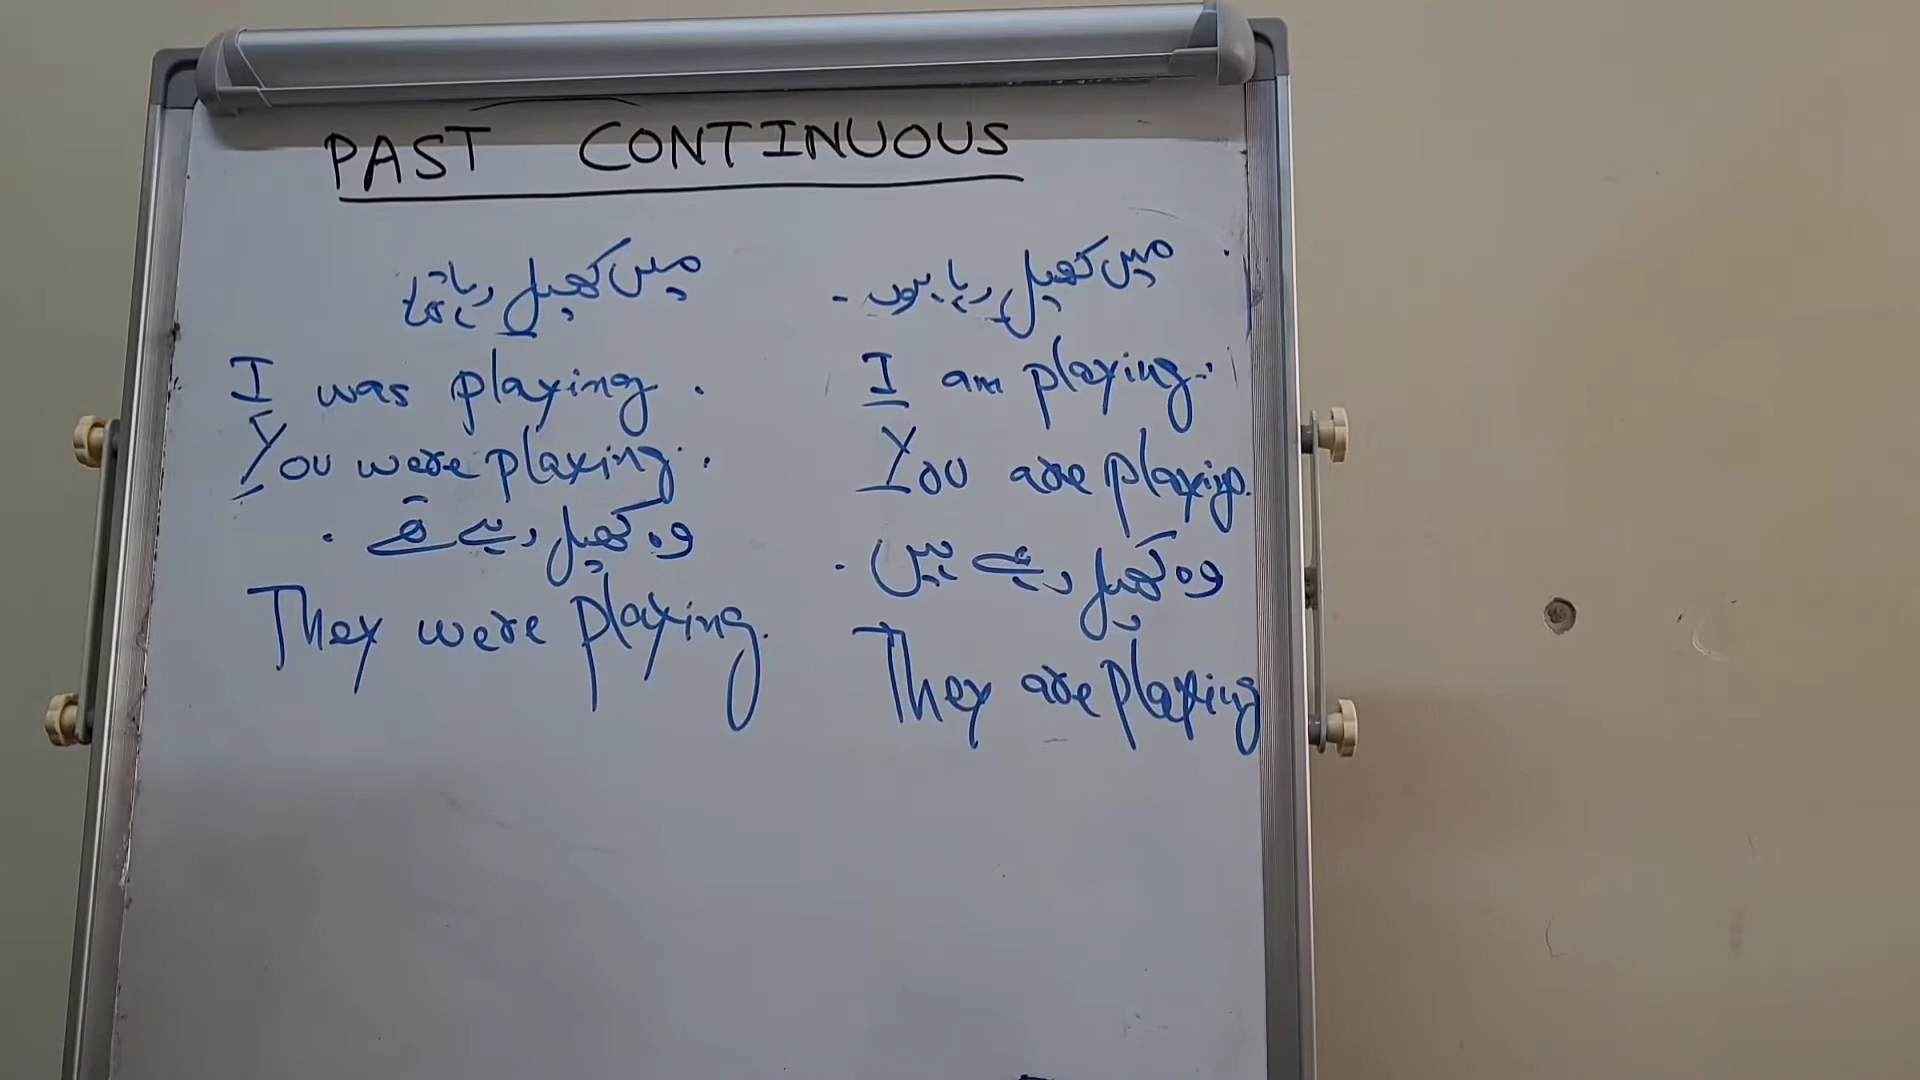 PAST CONTINUOUS
میں کھیل رہا تھا
I was playing.
You were playing.
وہ کھیل رہے تھے۔
They were playing.
میں کھیل رہا ہوں۔
I am playing.
You are playing.
وہ کھیل رہے ہیں۔
They are playing